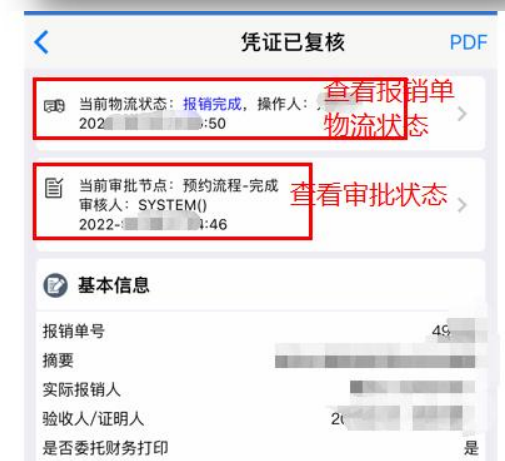 凭证已复核
PDF
当前物流状态：报销完成，操作人：
202 :50
查看报销单
物流状态
当前审批节点：预约流程-完成
审核人：SYSTEM()
2022- :46
查看审批状态
基本信息
报销单号 49
摘要
实际报销人
验收人/证明人 20
是否委托财务打印 是